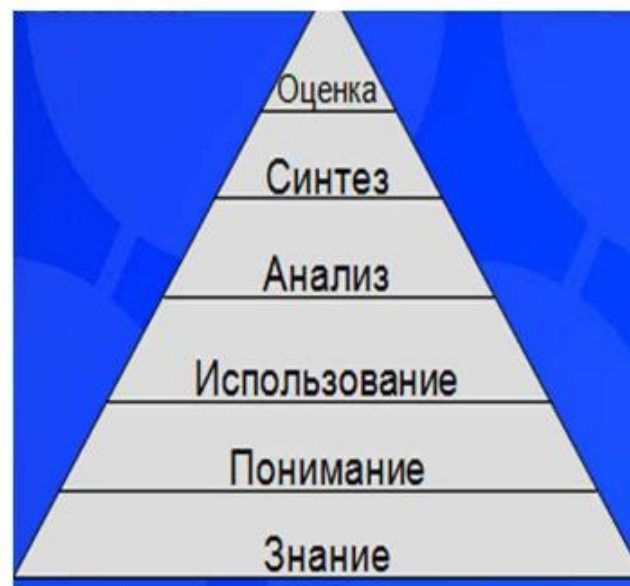 Оценка
Синтез
Анализ
Использование
Понимание
Знание